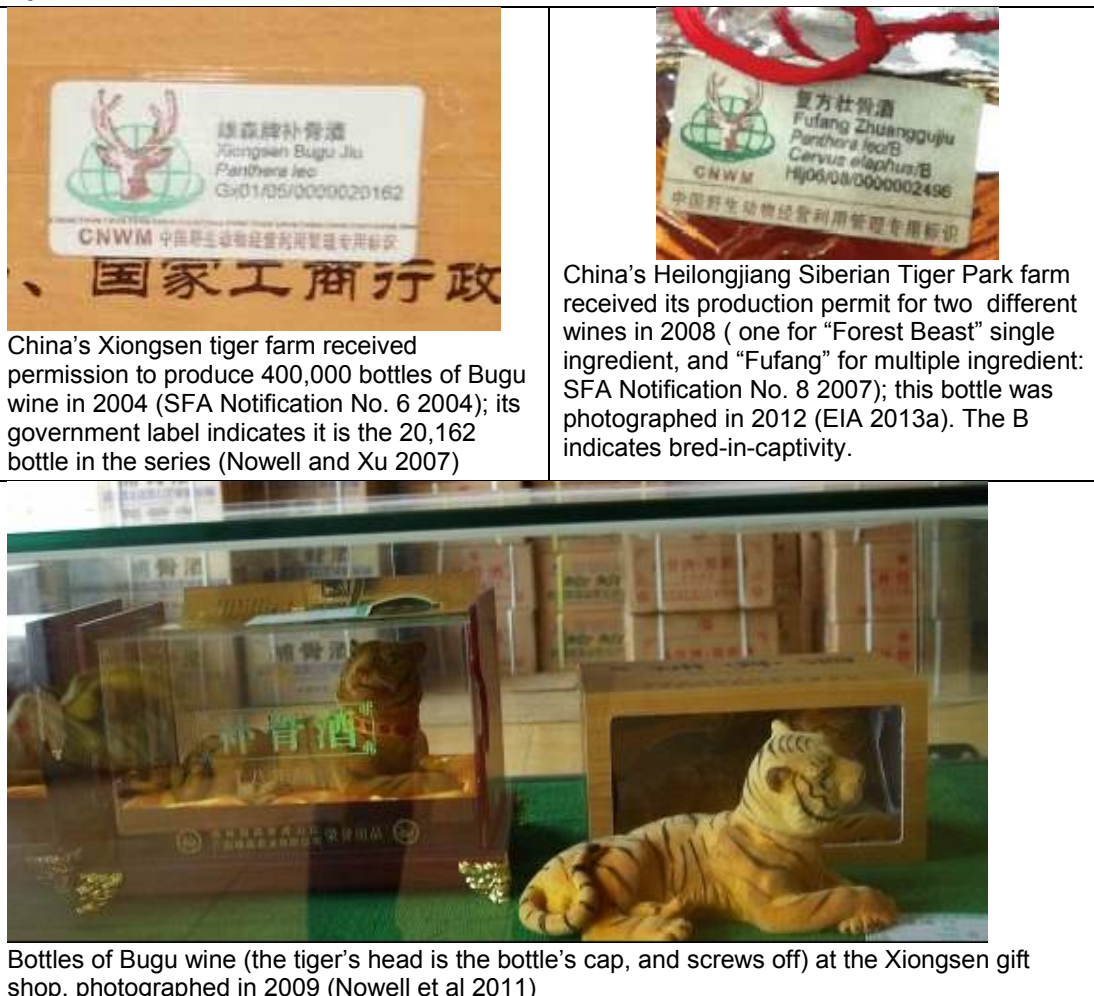 雄森牌补骨酒
Xiongsen Bugu Jiu
Panthera leo
Gx01/05/0000020162
CNWM 中国野生动物经营利用管理专用标识
、国家工商行政
China’s Xiongsen tiger farm received
permission to produce 400,000 bottles of Bugu
wine in 2004 (SFA Notification No. 6 2004); its
government label indicates it is the 20,162
bottle in the series (Nowell and Xu 2007)
复方壮骨酒
Fufang Zhuanggujiu
Panthera leo/B
Cervus elaphus/B
Hlj06/08/0000002496
CNWM
中国野生动物经营利用管理专用标识
China’s Heilongjiang Siberian Tiger Park farm
received its production permit for two  different
wines in 2008 ( one for “Forest Beast” single
ingredient, and “Fufang” for multiple ingredient:
SFA Notification No. 8 2007); this bottle was
photographed in 2012 (EIA 2013a). The B
indicates bred-in-captivity.
补骨酒
Bottles of Bugu wine (the tiger’s head is the bottle’s cap, and screws off) at the Xiongsen gift
shop, photographed in 2009 (Nowell et al 2011)